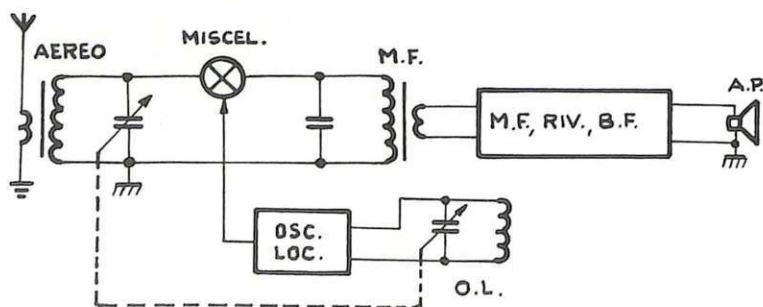 AEREO
MISCEL.
M.F.
A.P.
M.F., RIV., B.F.
OSC.
LOC.
O.L.